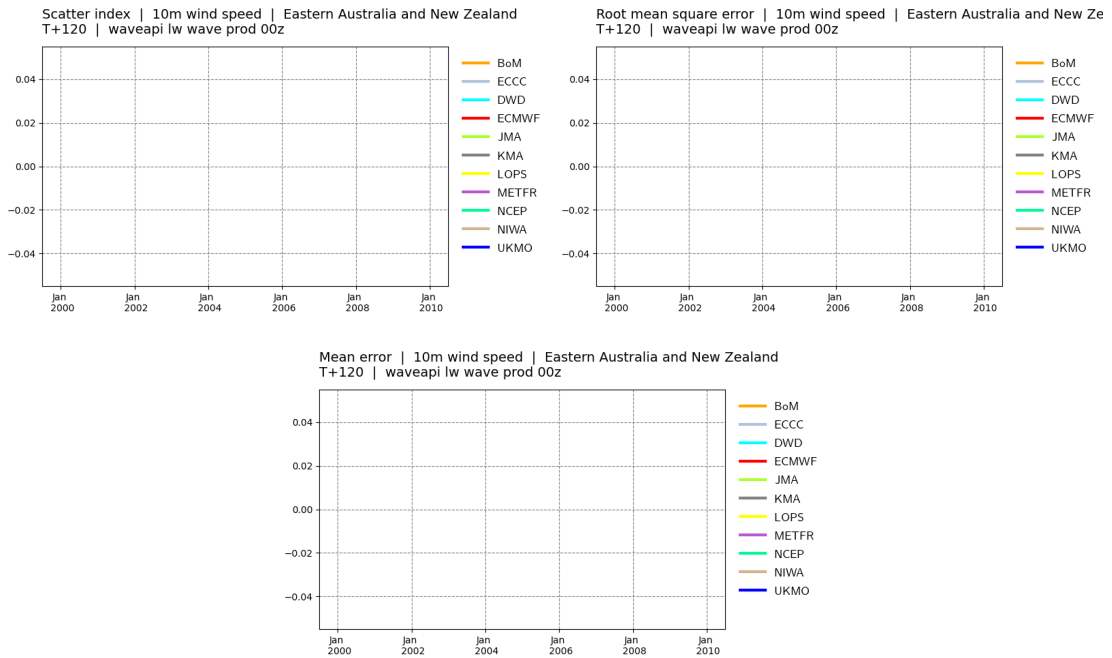 Scatter index | 10m wind speed | Eastern Australia and New Zealand
T+120 | waveapi lw wave prod 00z
0.04
0.02
0.00
−0.02
−0.04
Jan
2000
Jan
2002
Jan
2004
Jan
2006
Jan
2008
Jan
2010
BoM
ECCC
DWD
ECMWF
JMA
KMA
LOPS
METFR
NCEP
NIWA
UKMO
Root mean square error | 10m wind speed | Eastern Australia and New Ze
T+120 | waveapi lw wave prod 00z
0.04
0.02
0.00
−0.02
−0.04
Jan
2000
Jan
2002
Jan
2004
Jan
2006
Jan
2008
Jan
2010
BoM
ECCC
DWD
ECMWF
JMA
KMA
LOPS
METFR
NCEP
NIWA
UKMO
Mean error | 10m wind speed | Eastern Australia and New Zealand
T+120 | waveapi lw wave prod 00z
0.04
0.02
0.00
−0.02
−0.04
Jan
2000
Jan
2002
Jan
2004
Jan
2006
Jan
2008
Jan
2010
BoM
ECCC
DWD
ECMWF
JMA
KMA
LOPS
METFR
NCEP
NIWA
UKMO